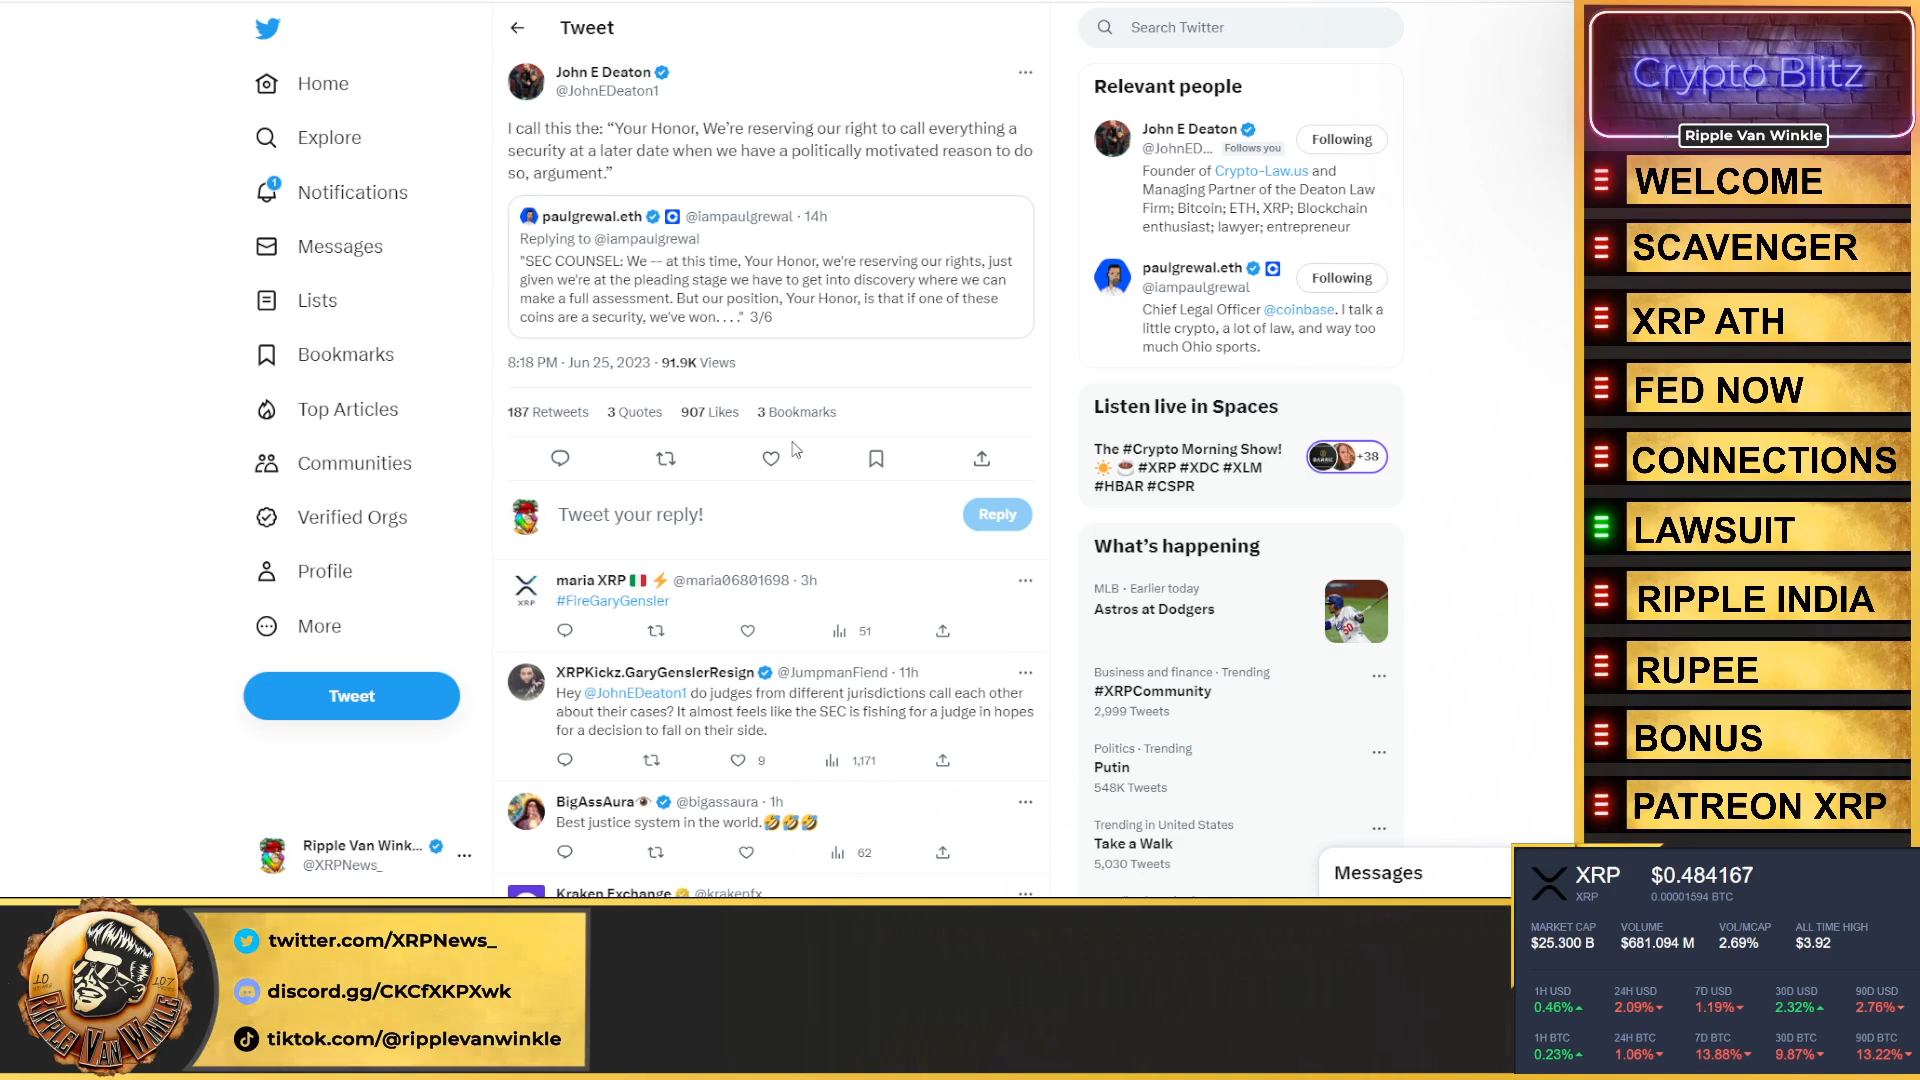 Home
Explore
1
Notifications
Messages
Lists
Bookmarks
Top Articles
Communities
Verified Orgs
Profile
More
Tweet
Ripple Van Wink...
@XRPNews_
Tweet
John E Deaton
@JohnEDeaton1
I call this the: “Your Honor, We’re reserving our right to call everything a
security at a later date when we have a politically motivated reason to do
so, argument.”
paulgrewal.eth @iampaulgrewal · 14h
Replying to @iampaulgrewal
"SEC COUNSEL: We -- at this time, Your Honor, we're reserving our rights, just
given we're at the pleading stage we have to get into discovery where we can
make a full assessment. But our position, Your Honor, is that if one of these
coins are a security, we've won. . . ." 3/6
8:18 PM · Jun 25, 2023 · 91.9K Views
187 Retweets 3 Quotes 907 Likes 3 Bookmarks
Tweet your reply!
Reply
maria XRP @maria06801698 · 3h
#FireGaryGensler
51
XRP
XRPKickz.GaryGenslerResign @JumpmanFiend · 11h
Hey @JohnEDeaton1 do judges from different jurisdictions call each other
about their cases? It almost feels like the SEC is fishing for a judge in hopes
for a decision to fall on their side.
9 1,171
BigAssAura @bigassaura · 1h
Best justice system in the world.
62
Kraken Exchange @krakenfx
Search Twitter
Relevant people
John E Deaton
@JohnED... Follows you
Following
Founder of Crypto-Law.us and
Managing Partner of the Deaton Law
Firm; Bitcoin; ETH, XRP; Blockchain
enthusiast; lawyer; entrepreneur
paulgrewal.eth
@iampaulgrewal
Following
Chief Legal Officer @coinbase. I talk a
little crypto, a lot of law, and way too
much Ohio sports.
Listen live in Spaces
The #Crypto Morning Show!
#XRP #XDC #XLM
#HBAR #CSPR
+38
What’s happening
MLB · Earlier today
Astros at Dodgers
50
Business and finance · Trending
#XRPCommunity
2,999 Tweets
Politics · Trending
Putin
548K Tweets
Trending in United States
Take a Walk
5,030 Tweets
Messages
Crypto Blitz
Ripple Van Winkle
WELCOME
SCAVENGER
XRP ATH
FED NOW
CONNECTIONS
LAWSUIT
RIPPLE INDIA
RUPEE
BONUS
PATREON XRP
XRP $0.484167
XRP 0.00001594 BTC
MARKET CAP VOLUME VOL/MCAP ALL TIME HIGH
$25.300 B $681.094 M 2.69% $3.92
1H USD 24H USD 7D USD 30D USD 90D USD
0.46% 2.09% 1.19% 2.32% 2.76%
1H BTC 24H BTC 7D BTC 30D BTC 90D BTC
0.23% 1.06% 13.88% 9.87% 13.22%
RIPPLE VAN WINKLE
twitter.com/XRPNews_
discord.gg/CKCfXKPXwk
tiktok.com/@ripplevanwinkle